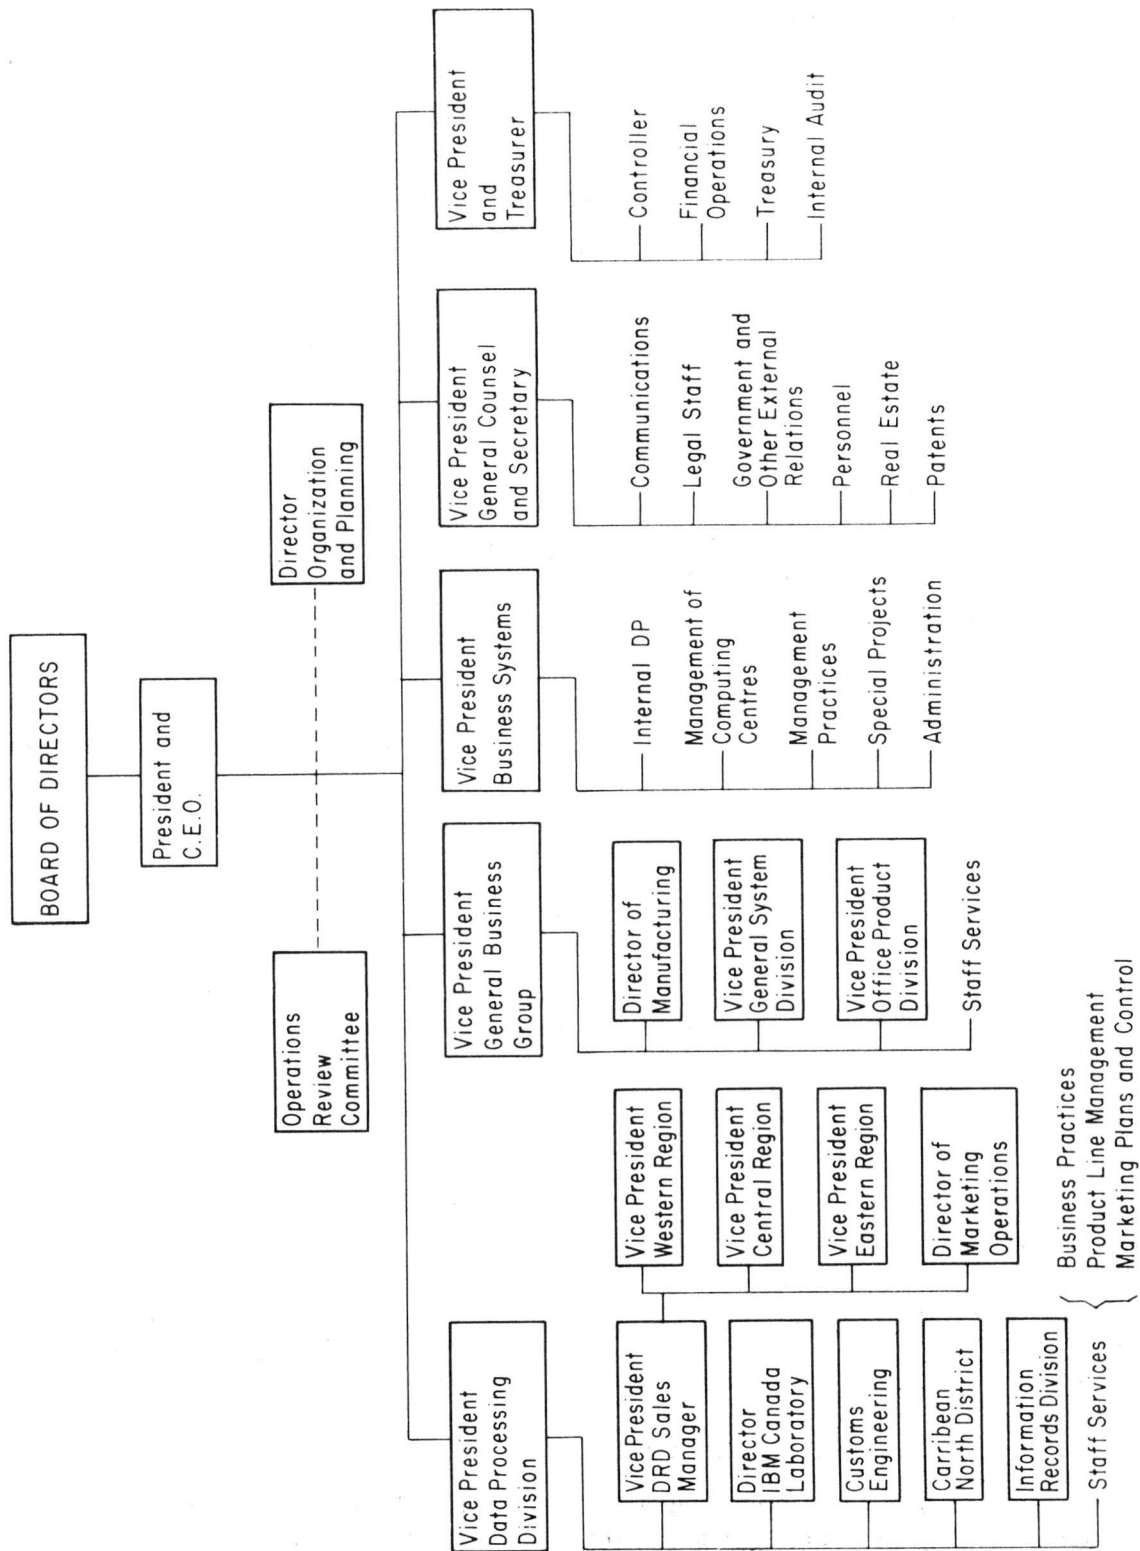 BOARD OF DIRECTORS
President and
C.E.O.
Operations
Review
Committee
Director
Organization
and Planning
Vice President
Data Processing
Division
Vice President
DRD Sales
Manager
Director
IBM Canada
Laboratory
Customs
Engineering
Carribean
North District
Information
Records Division
Staff Services
Business Practices
Product Line Management
Marketing Plans and Control
Vice President
Western Region
Vice President
Central Region
Vice President
Eastern Region
Director of
Marketing
Operations
Vice President
General Business
Group
Director of
Manufacturing
Vice President
General System
Division
Vice President
Office Product
Division
Staff Services
Vice President
Business Systems
Internal DP
Management of
Computing
Centres
Management
Practices
Special Projects
Administration
Vice President
General Counsel
and Secretary
Communications
Legal Staff
Government and
Other External
Relations
Personnel
Real Estate
Patents
Vice President
and
Treasurer
Controller
Financial
Operations
Treasury
Internal Audit